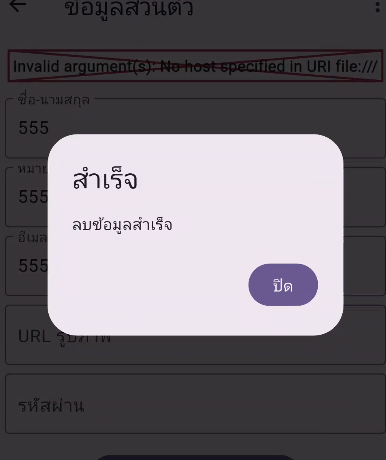 ข้อมูลส่วนตัว
Invalid argument(s): No host specified in URI file:///
ชื่อ-นามสกุล
555
หมาย
555
สำเร็จ
ลบข้อมูลสำเร็จ
อีเมล
555
ปิด
URL รูปภาพ
รหัสผ่าน